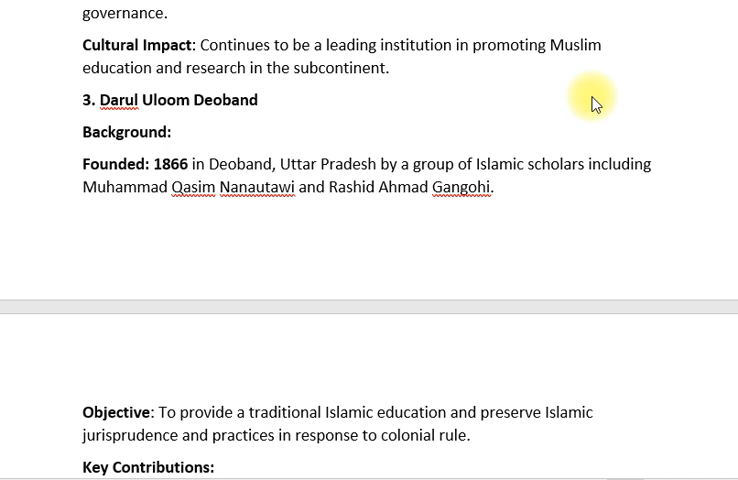 governance.
Cultural Impact: Continues to be a leading institution in promoting Muslim
education and research in the subcontinent.
3. Darul Uloom Deoband
Background:
Founded: 1866 in Deoband, Uttar Pradesh by a group of Islamic scholars including
Muhammad Qasim Nanautawi and Rashid Ahmad Gangohi.
Objective: To provide a traditional Islamic education and preserve Islamic
jurisprudence and practices in response to colonial rule.
Key Contributions: